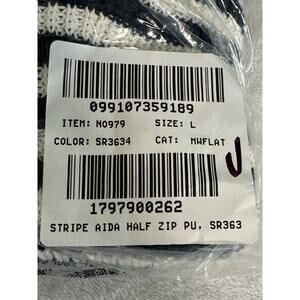 099107359189
ITEM: N0979 SIZE: L
COLOR: SR3634 CAT: MWFLAT
J
1797900262
STRIPE AIDA HALF ZIP PU, SR363